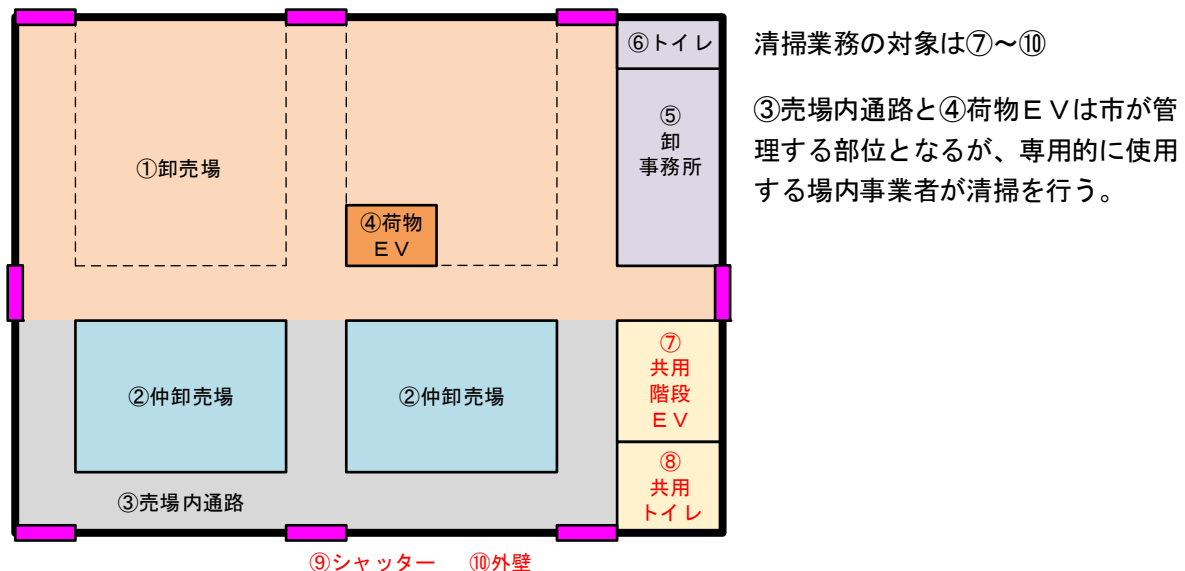 ⑥トイレ
⑤
卸
事務所
①卸売場
④荷物
ＥＶ
②仲卸売場
②仲卸売場
⑦
共用
階段
ＥＶ
⑧
共用
トイレ
③売場内通路
⑨シャッター
⑩外壁
清掃業務の対象は⑦～⑩
③売場内通路と④荷物ＥＶは市が管
理する部位となるが、専用的に使用
する場内事業者が清掃を行う。